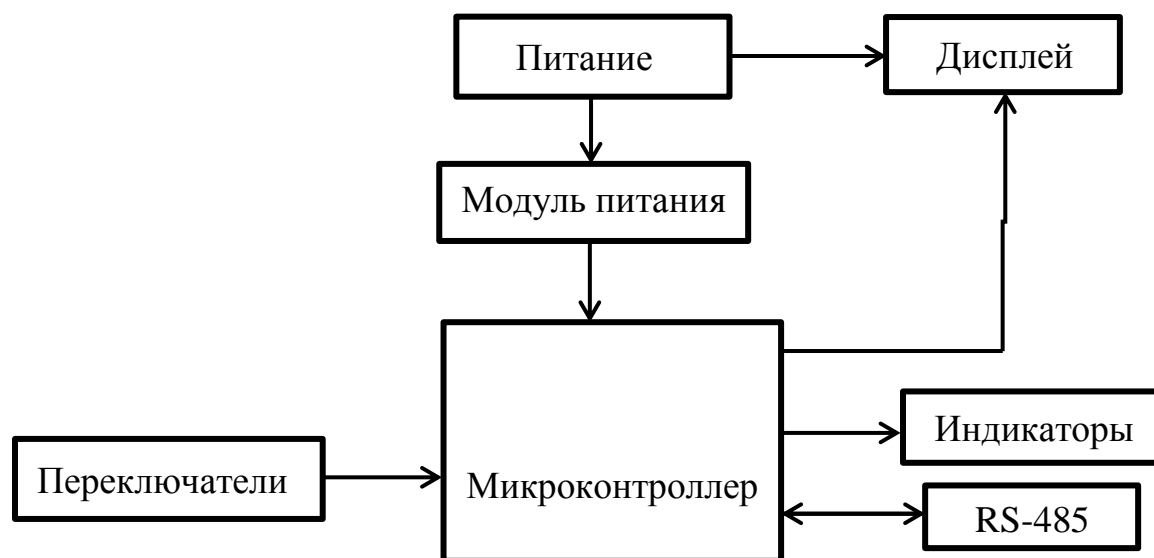 Питание
Дисплей
Модуль питания
Индикаторы
Переключатели
Микроконтроллер
RS-485